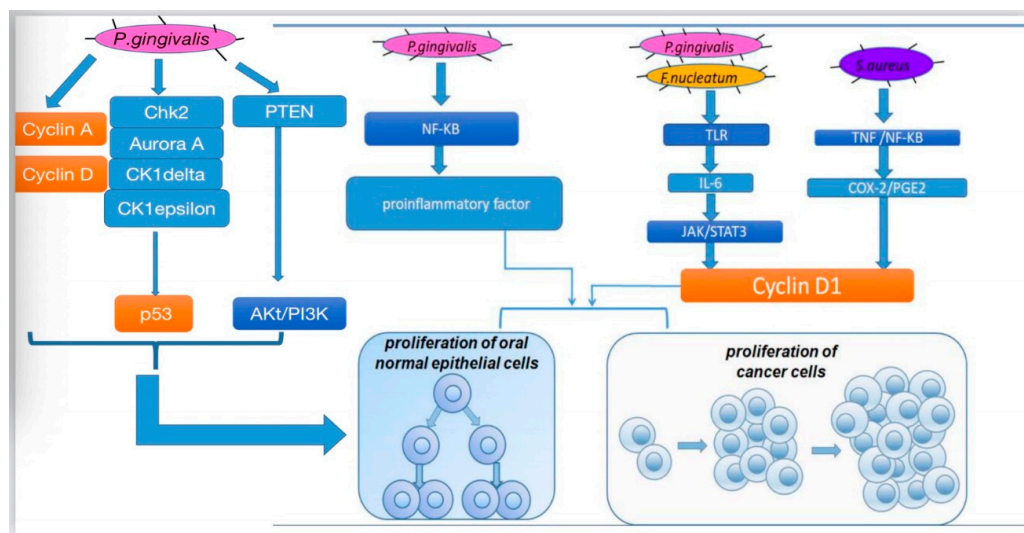 P.gingivalis
Cyclin A
Cyclin D
Chk2
Aurora A
CK1delta
CK1epsilon
PTEN
p53
AKt/PI3K
P.gingivalis
NF-KB
proinflammatory factor
P.gingivalis
F.nucleatum
TLR
IL-6
JAK/STAT3
S.aureus
TNF /NF-KB
COX-2/PGE2
Cyclin D1
proliferation of oral
normal epithelial cells
proliferation of
cancer cells